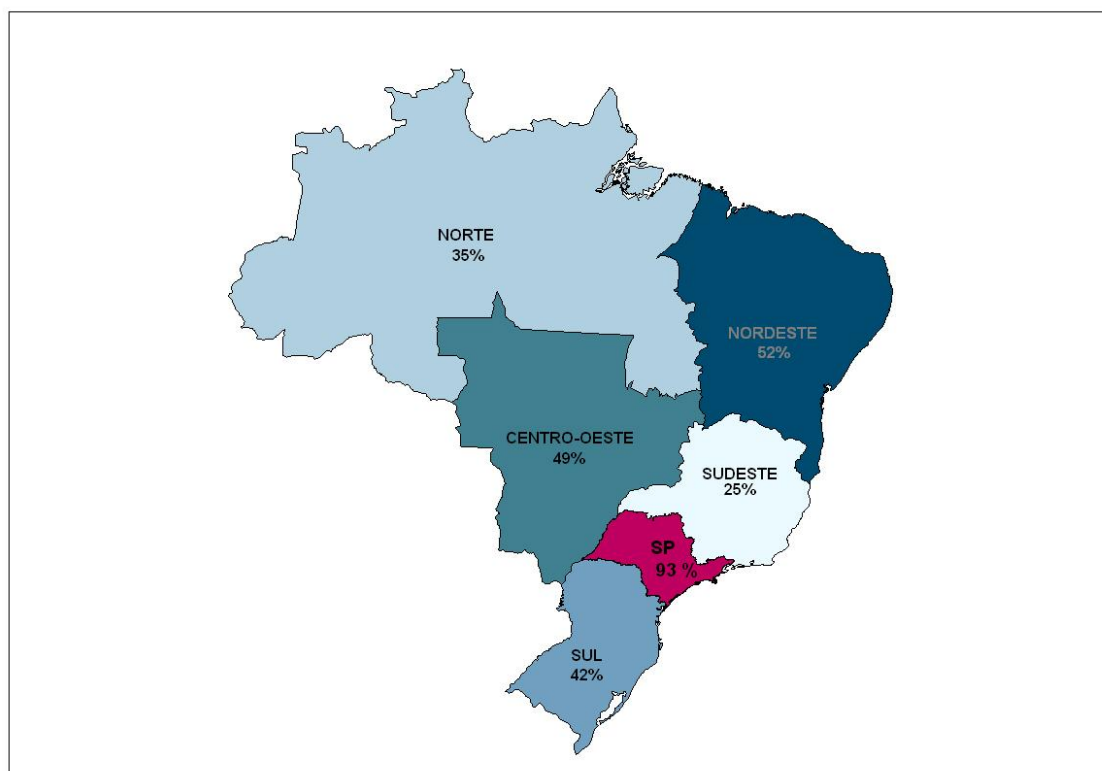 NORTE
35%
NORDESTE
52%
CENTRO-OESTE
49%
SUDESTE
25%
SP
93 %
SUL
42%